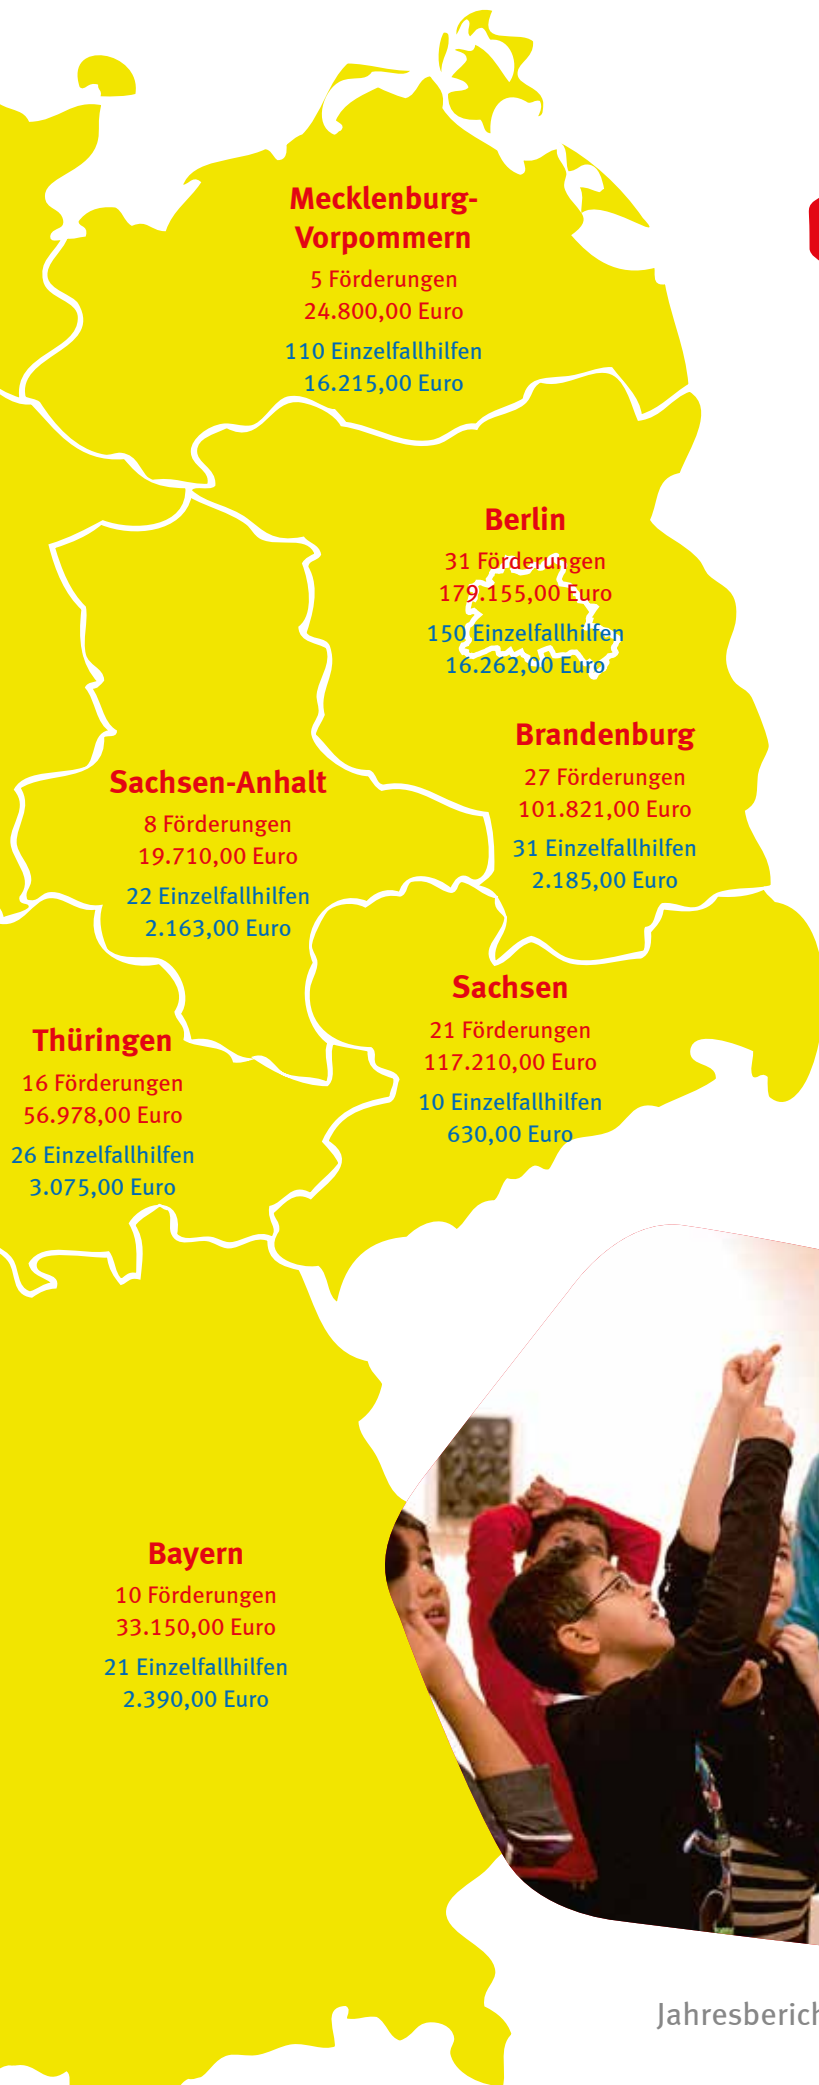 Mecklenburg-
Vorpommern
5 Förderungen
24.800,00 Euro
110 Einzelfallhilfen
16.215,00 Euro
Berlin
31 Förderungen
179.155,00 Euro
150 Einzelfallhilfen
16.262,00 Euro
Brandenburg
27 Förderungen
101.821,00 Euro
31 Einzelfallhilfen
2.185,00 Euro
Sachsen-Anhalt
8 Förderungen
19.710,00 Euro
22 Einzelfallhilfen
2.163,00 Euro
Sachsen
21 Förderungen
117.210,00 Euro
10 Einzelfallhilfen
630,00 Euro
Thüringen
16 Förderungen
56.978,00 Euro
26 Einzelfallhilfen
3.075,00 Euro
Bayern
10 Förderungen
33.150,00 Euro
21 Einzelfallhilfen
2.390,00 Euro
Jahresberich